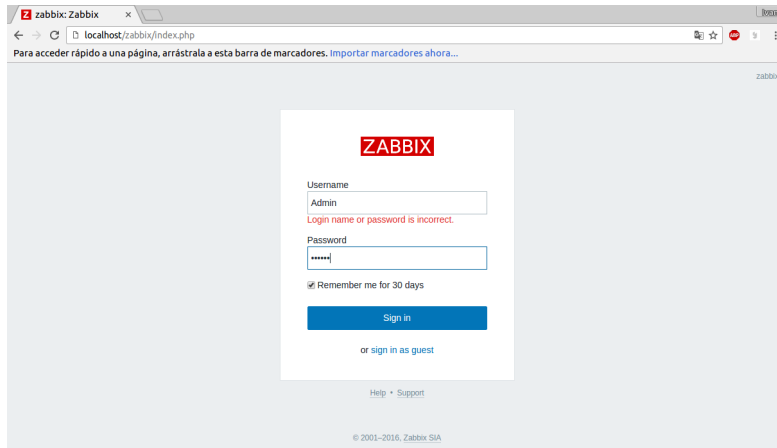 Z zabbix: Zabbix
Ivan
localhost/zabbix/index.php
ABP
Para acceder rápido a una página, arrástrala a esta barra de marcadores. Importar marcadores ahora...
zabbix
ZABBIX
Username
Admin
Login name or password is incorrect.
Password
Remember me for 30 days
Sign in
or sign in as guest
Help • Support
© 2001–2016, Zabbix SIA